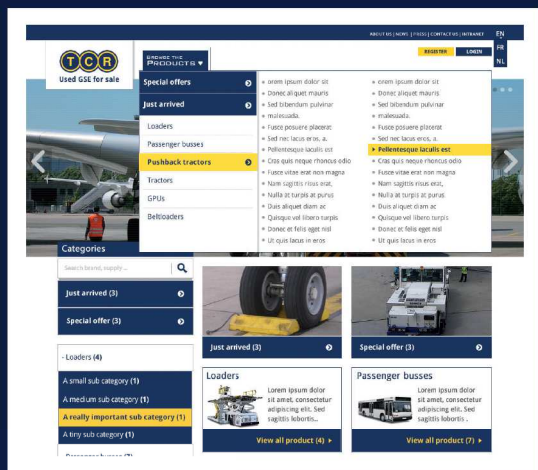 ABOUT US | NEWS | PRESS | CONTACT US | INTRANET
EN
FR
NL
REGISTER
LOGIN
TCR
Used GSE for sale
BROWSE THE
PRODUCTS
Special offers
Just arrived
Loaders
Passenger busses
Pushback tractors
Tractors
GPUs
Beltloaders
orem ipsum dolor sit
Donec aliquet mauris
Sed bibendum pulvinar
malesuada
Fusce posuere placerat
Sed nec lacus eros, a.
Pellentesque iaculis est
Cras quis neque rhoncus odio
Fusce vitae erat non magna
Nam sagittis risus erat,
Nulla at turpis at purus
Duis aliquet diam ac
Quisque vel libero turpis
Donec et felis eget nisl
Ut quis lacus in eros
orem ipsum dolor sit
Donec aliquet mauris
Sed bibendum pulvinar
malesuada
Fusce posuere placerat
Sed nec lacus eros, a.
Pellentesque iaculis est
Cras quis neque rhoncus odio
Fusce vitae erat non magna
Nam sagittis risus erat,
Nulla at turpis at purus
Duis aliquet diam ac
Quisque vel libero turpis
Donec et felis eget nisl
Ut quis lacus in eros
Categories
Search brand, supply ...
Just arrived (3)
Special offer (3)
- Loaders (4)
A small sub category (1)
A medium sub category (1)
A really important sub category (1)
A tiny sub category (1)
Just arrived (3)
Special offer (3)
Loaders
Lorem ipsum dolor
sit amet, consectetur
adipiscing elit. Sed
sagittis lobortis...
View all product (4)
Passenger busses
Lorem ipsum dolor
sit amet, consectetur
adipiscing elit. Sed
sagittis lobortis .
View all product (7)